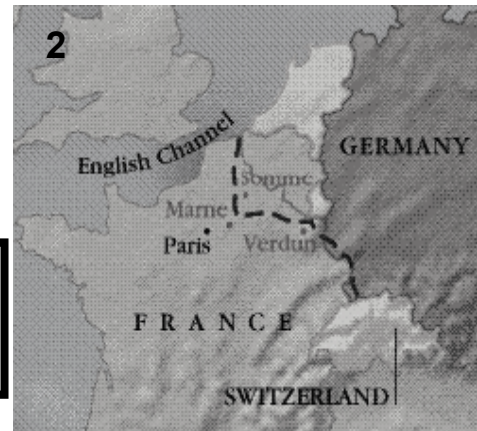 2
English Channel
GERMANY
Somme
Marne
Paris
Verdun
FRANCE
SWITZERLAND